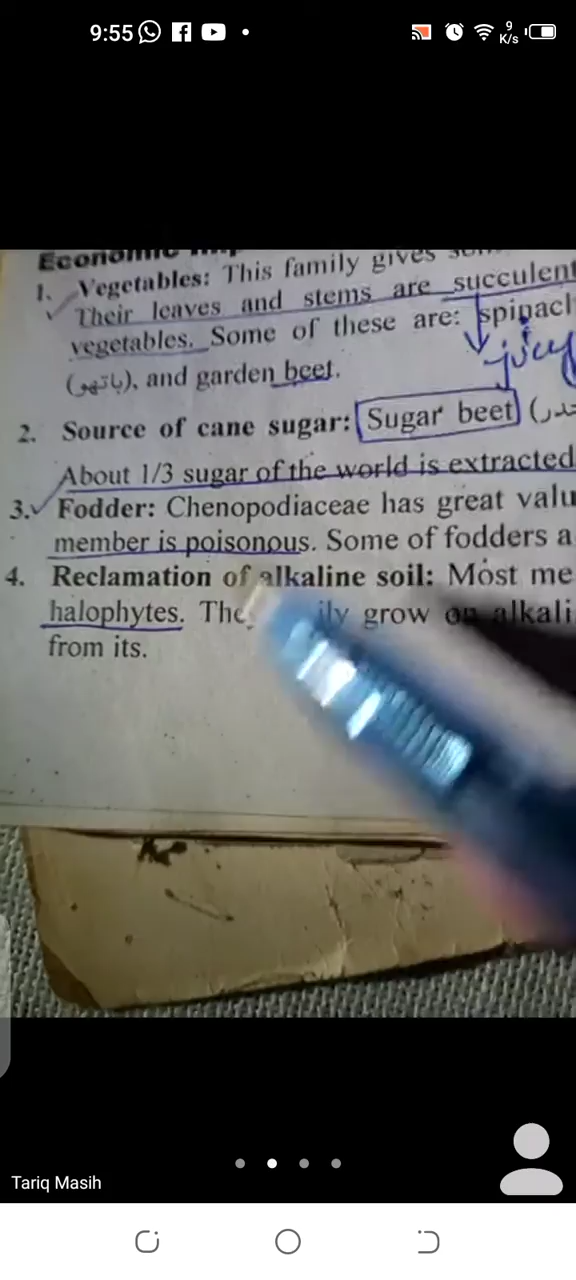 9:55
9
K/s
Economic
1. Vegetables: This family gives
Their leaves and stems are succulent
vegetables. Some of these are: spinach
juicy
(باتھو), and garden beet.
2. Source of cane sugar: Sugar beet
About 1/3 sugar of the world is extracted
3. Fodder: Chenopodiaceae has great valu
member is poisonous. Some of fodders a
4. Reclamation of alkaline soil: Most me
halophytes. The ily grow on alkali
from its.
Tariq Masih